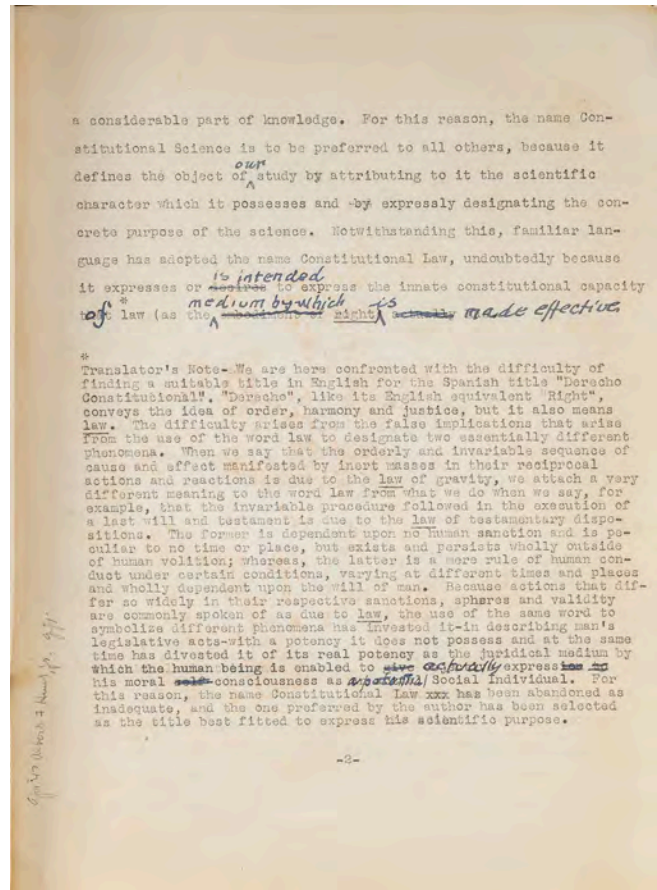 a considerable part of knowledge. For this reason, the name Con-
stitutional Science is to be preferred to all others, because it
our
defines the object of study by attributing to it the scientific
character which it possesses and by expressly designating the con-
crete purpose of the science. Notwithstanding this, familiar lan-
guage has adopted the name Constitutional Law, undoubtedly because
is intended
it expresses or desires to express the innate constitutional capacity
of * medium by which is
law (as the embodiment of right) actually made effective
*
Translator's Note- We are here confronted with the difficulty of
finding a suitable title in English for the Spanish title "Derecho
Constitutional". "Derecho", like its English equivalent "Right",
conveys the idea of order, harmony and justice, but it also means
law. The difficulty arises from the false implications that arise
from the use of the word law to designate two essentially different
phenomena. When we say that the orderly and invariable sequence of
cause and effect manifested by inert masses in their reciprocal
actions and reactions is due to the law of gravity, we attach a very
different meaning to the word law from what we do when we say, for
example, that the invariable procedure followed in the execution of
a last will and testament is due to the law of testamentary dispo-
sitions. The former is dependent upon no human sanction and is pe-
culiar to no time or place, but exists and persists wholly outside
of human volition; whereas, the latter is a mere rule of human con-
duct under certain conditions, varying at different times and places
and wholly dependent upon the will of man. Because actions that dif-
fer so widely in their respective sanctions, spheres and validity
are commonly spoken of as due to law, the use of the same word to
symbolize different phenomena has invested it-in describing man's
legislative acts-with a potency it does not possess and at the same
time has divested it of its real potency as the juridical medium by
which the human being is enabled to give actually express
his moral self consciousness as a potential Social Individual. For
this reason, the name Constitutional Law xxx has been abandoned as
inadequate, and the one preferred by the author has been selected
as the title best fitted to express his scientific purpose.
-2-